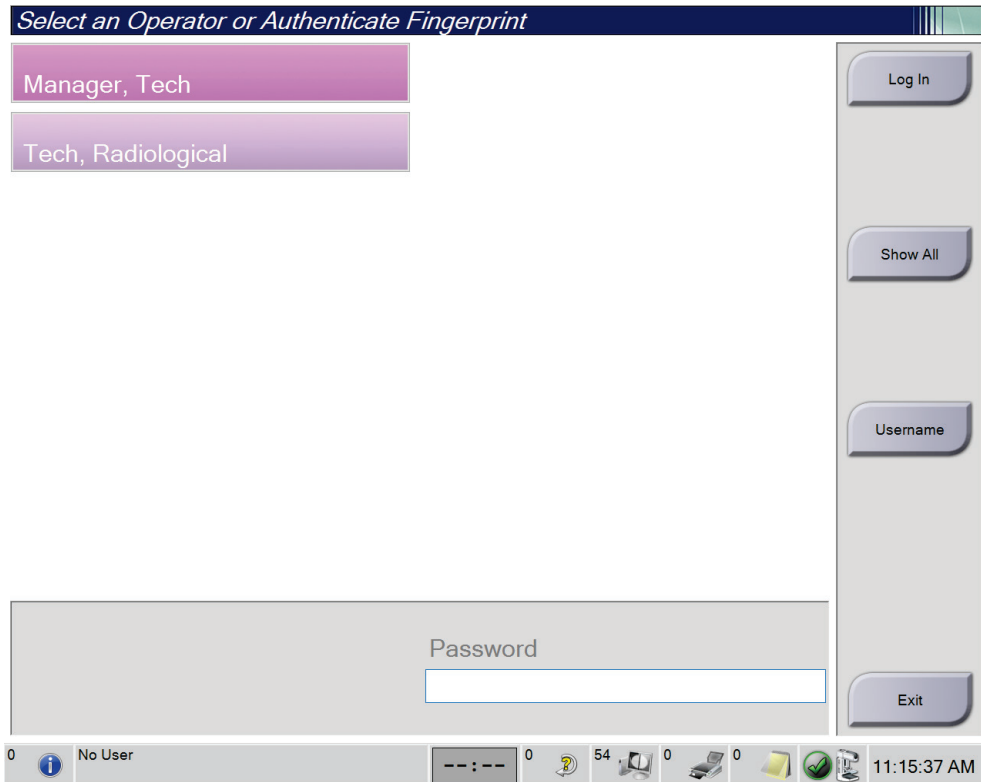 Select an Operator or Authenticate Fingerprint
Manager, Tech
Log In
Tech, Radiological
Show All
Username
Password
Exit
0
No User
--:--
0
54
0
0
11:15:37 AM